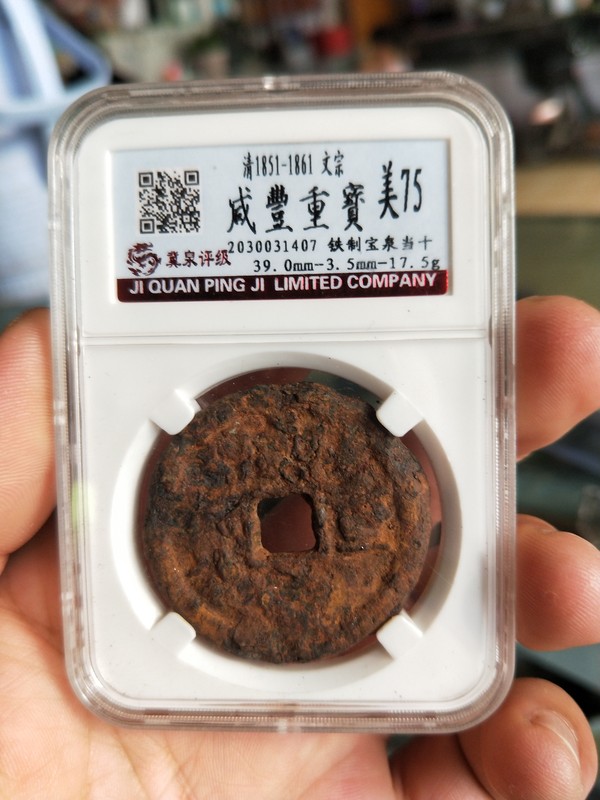 清1851-1861 文宗
咸豐重寳 美75
2030031407 铁制宝泉当十
冀泉评级
39.0mm--3.5mm--17.5g
JI QUAN PING JI LIMITED COMPANY